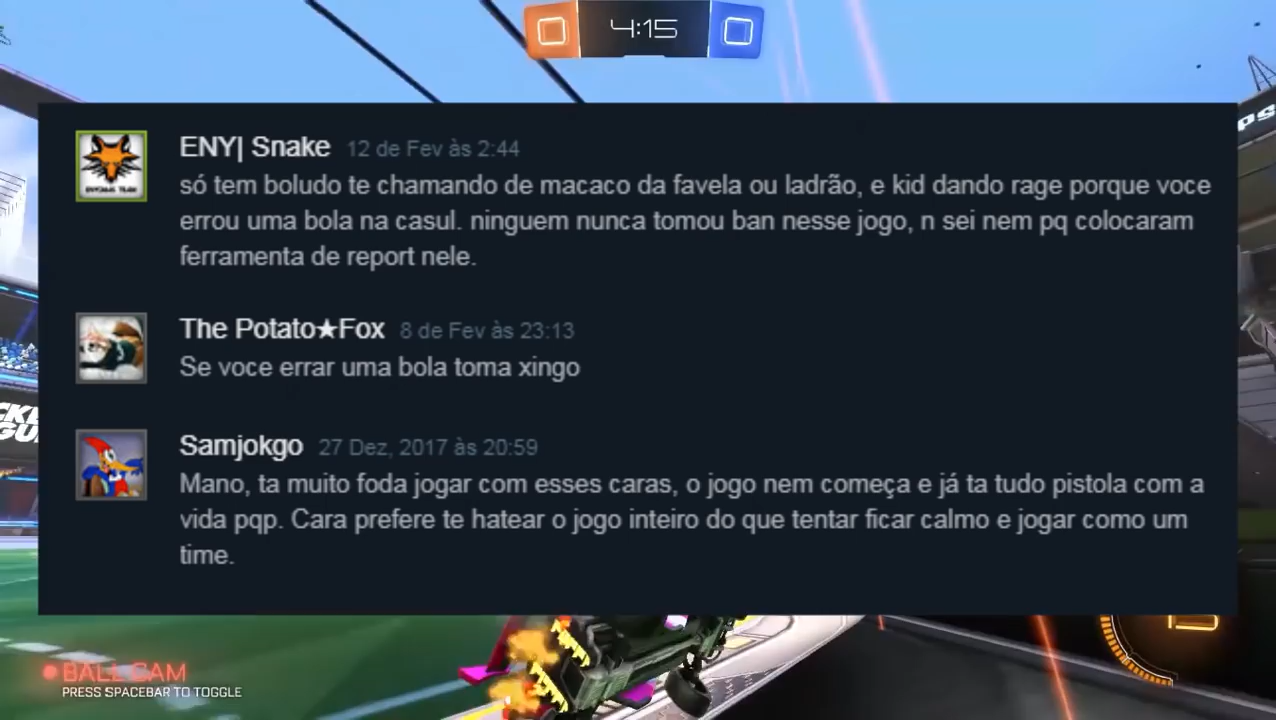 0 4:15 0
ps
ENY| Snake 12 de Fev às 2:44
só tem boludo te chamando de macaco da favela ou ladrão, e kid dando rage porque voce
errou uma bola na casul. ninguem nunca tomou ban nesse jogo, n sei nem pq colocaram
ferramenta de report nele.
The Potato★Fox 8 de Fev às 23:13
Se voce errar uma bola toma xingo
Samjokgo 27 Dez, 2017 às 20:59
Mano, ta muito foda jogar com esses caras, o jogo nem começa e já ta tudo pistola com a
vida pqp. Cara prefere te hatear o jogo inteiro do que tentar ficar calmo e jogar como um
time.
BALL CAM
PRESS SPACEBAR TO TOGGLE